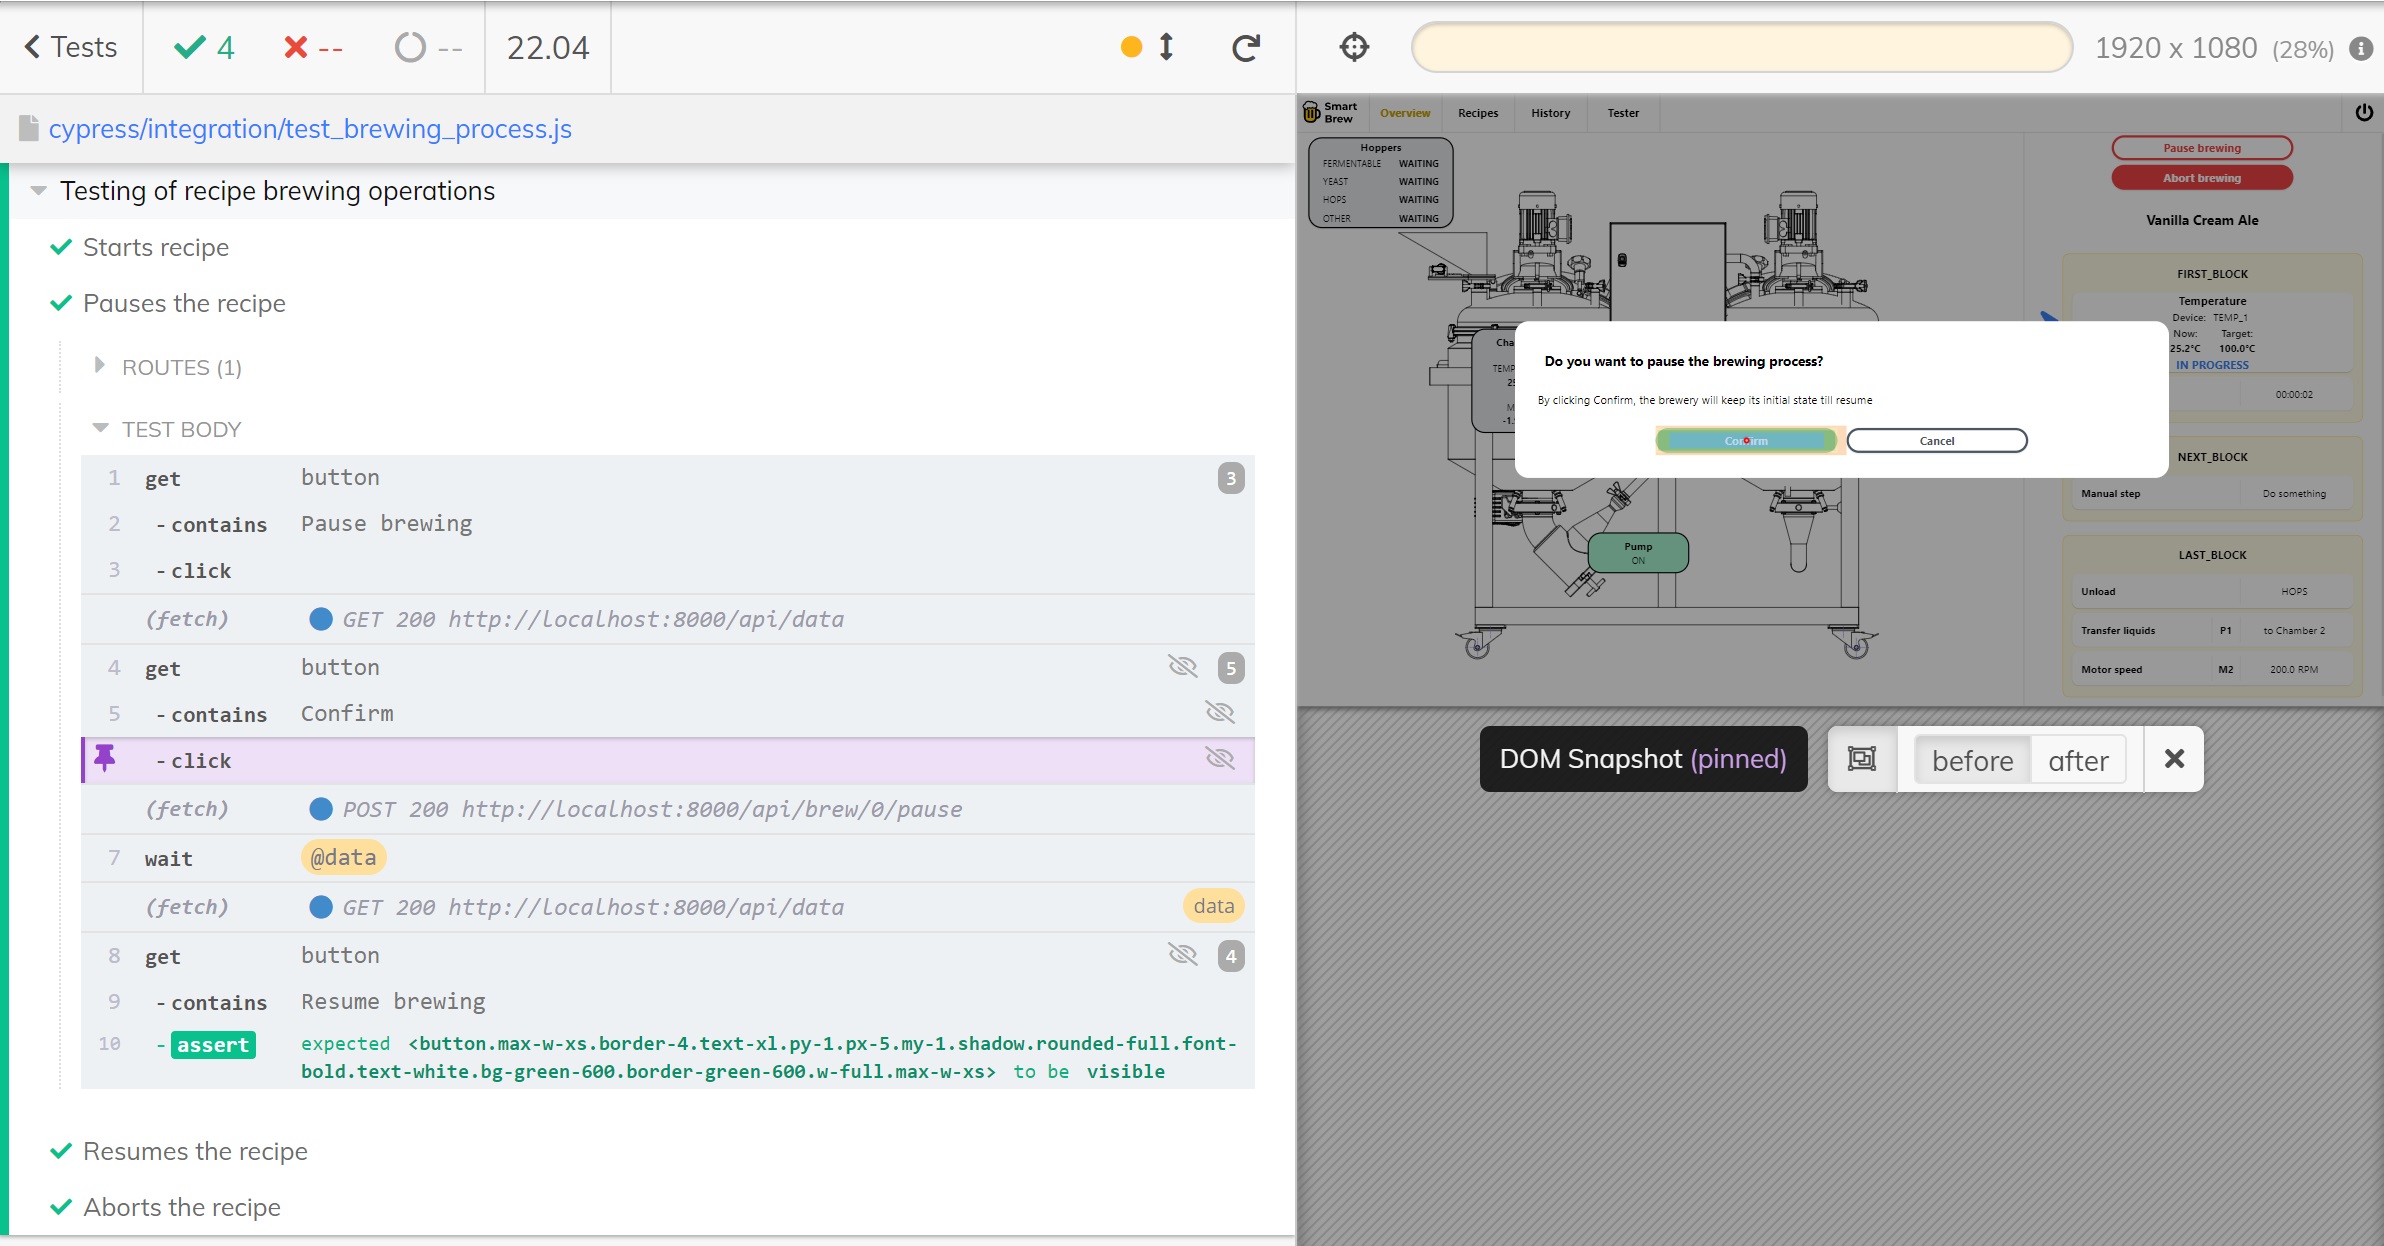 Tests
4
--
--
22.04
1920 x 1080 (28%)
cypress/integration/test_brewing_process.js
Testing of recipe brewing operations
Starts recipe
Pauses the recipe
ROUTES (1)
TEST BODY
1 get button 3
2 -contains Pause brewing
3 -click
(fetch) GET 200 http://localhost:8000/api/data
4 get button 5
5 -contains Confirm
-click
(fetch) POST 200 http://localhost:8000/api/brew/0/pause
7 wait @data
(fetch) GET 200 http://localhost:8000/api/data data
8 get button 4
9 -contains Resume brewing
10 -assert expected <button.max-w-xs.border-4.text-xl.py-1.px-5.my-1.shadow.rounded-full.font-
bold.text-white.bg-green-600.border-green-600.w-full.max-w-xs> to be visible
Resumes the recipe
Aborts the recipe
Smart
Brew
Overview
Recipes
History
Tester
Hoppers
FERMENTABLE WAITING
YEAST WAITING
HOPS WAITING
OTHER WAITING
Cha
TEMP
25
M
-1.
Pump
ON
Do you want to pause the brewing process?
By clicking Confirm, the brewery will keep its initial state till resume
Confirm
Cancel
Pause brewing
Abort brewing
Vanilla Cream Ale
FIRST_BLOCK
Temperature
Device: TEMP_1
Now: Target:
25.2°C 100.0°C
IN PROGRESS
00:00:02
NEXT_BLOCK
Manual step Do something
LAST_BLOCK
Unload HOPS
Transfer liquids P1 to Chamber 2
Motor speed M2 200.0 RPM
DOM Snapshot (pinned)
before
after